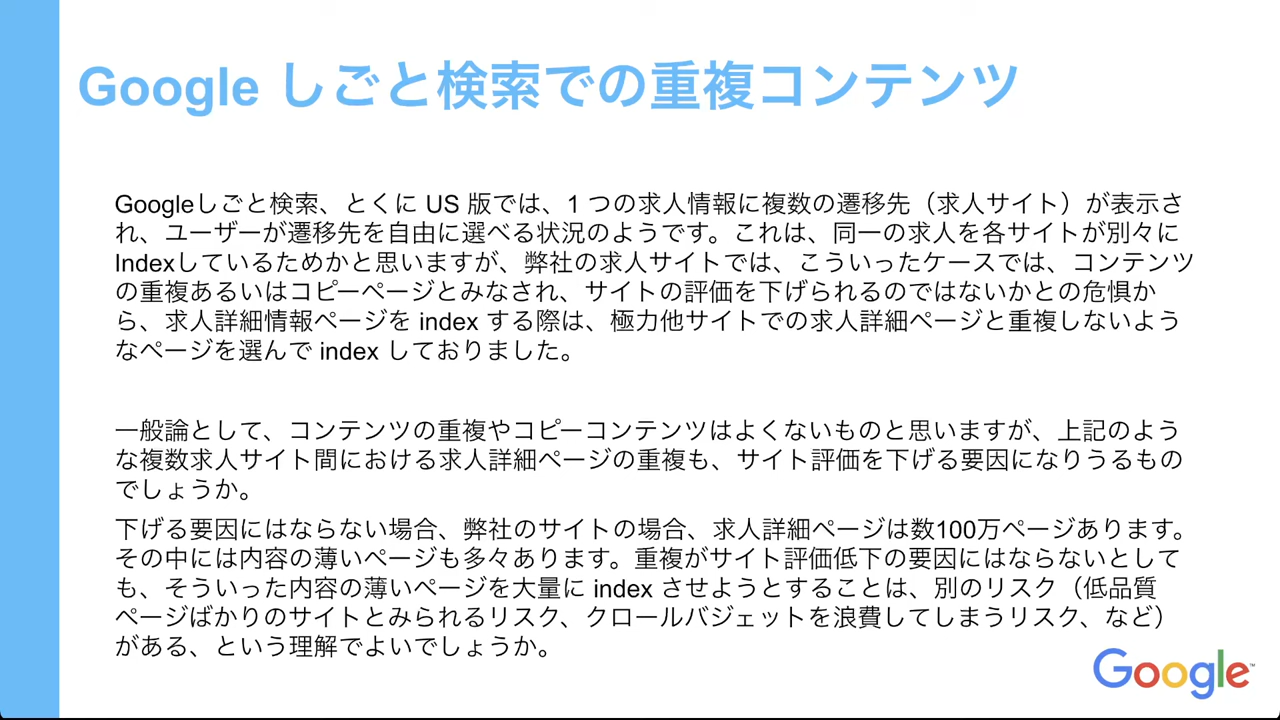 Google しごと検索での重複コンテンツ
Googleしごと検索、とくに US 版では、1 つの求人情報に複数の遷移先（求人サイト）が表示さ
れ、ユーザーが遷移先を自由に選べる状況のようです。これは、同一の求人を各サイトが別々に
Indexしているためかと思いますが、弊社の求人サイトでは、こういったケースでは、コンテンツ
の重複あるいはコピーページとみなされ、サイトの評価を下げられるのではないかとの危惧か
ら、求人詳細情報ページを index する際は、極力他サイトでの求人詳細ページと重複しないよう
なページを選んで index しておりました。
一般論として、コンテンツの重複やコピーコンテンツはよくないものと思いますが、上記のよう
な複数求人サイト間における求人詳細ページの重複も、サイト評価を下げる要因になりうるもの
でしょうか。
下げる要因にはならない場合、弊社のサイトの場合、求人詳細ページは数100万ページあります。
その中には内容の薄いページも多々あります。重複がサイト評価低下の要因にはならないとして
も、そういった内容の薄いページを大量に index させようとすることは、別のリスク（低品質
ページばかりのサイトとみられるリスク、クロールバジェットを浪費してしまうリスク、など）
がある、という理解でよいでしょうか。
Google™